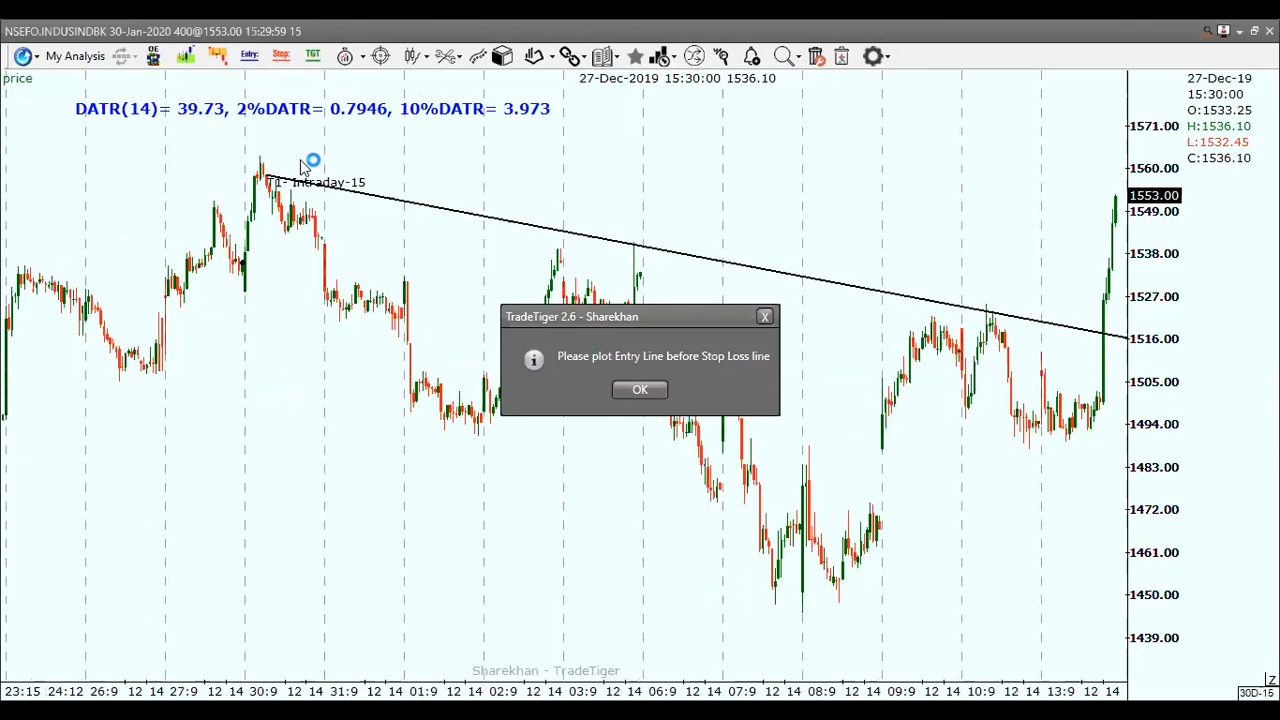 NSEFO.INDUSINDBK 30-Jan-2020 400@1553.00 15:29:59 15
My Analysis
OE
Entry:
Stop:
TGT
price
27-Dec-2019 15:30:00 1536.10
27-Dec-19
15:30:00
O:1533.25
H:1536.10
L:1532.45
C:1536.10
DATR(14)= 39.73, 2%DATR= 0.7946, 10%DATR= 3.973
T1- Intraday-15
1571.00
1560.00
1553.00
1549.00
1538.00
1527.00
1516.00
1505.00
1494.00
1483.00
1472.00
1461.00
1450.00
1439.00
TradeTiger 2.6 - Sharekhan
X
Please plot Entry Line before Stop Loss line
OK
Sharekhan - TradeTiger
23:15 24:12 26:9 12 14 27:9 12 14 30:9 12 14 31:9 12 14 01:9 12 14 02:9 12 14 03:9 12 14 06:9 12 14 07:9 12 14 08:9 12 14 09:9 12 14 10:9 12 14 13:9 12 14
Z
30D-15